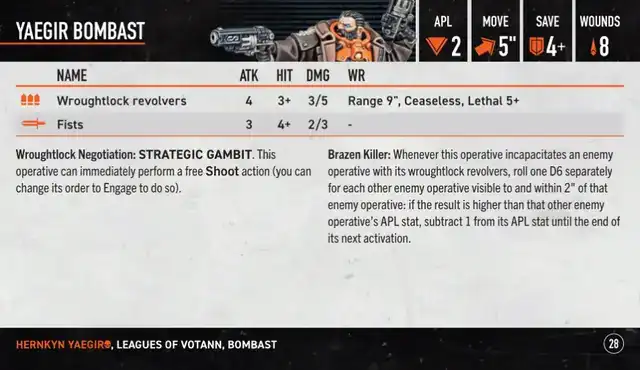 YAEGIR BOMBAST
APL
2
MOVE
5"
SAVE
4+
WOUNDS
8
NAME ATK HIT DMG WR
Wroughtlock revolvers 4 3+ 3/5 Range 9", Ceaseless, Lethal 5+
Fists 3 4+ 2/3 -
Wroughtlock Negotiation: STRATEGIC GAMBIT. This
operative can immediately perform a free Shoot action (you can
change its order to Engage to do so).
Brazen Killer: Whenever this operative incapacitates an enemy
operative with its wroughtlock revolvers, roll one D6 separately
for each other enemy operative visible to and within 2" of that
enemy operative: if the result is higher than that other enemy
operative's APL stat, subtract 1 from its APL stat until the end of
its next activation.
HERNKYN YAEGIR, LEAGUES OF VOTANN, BOMBAST
28